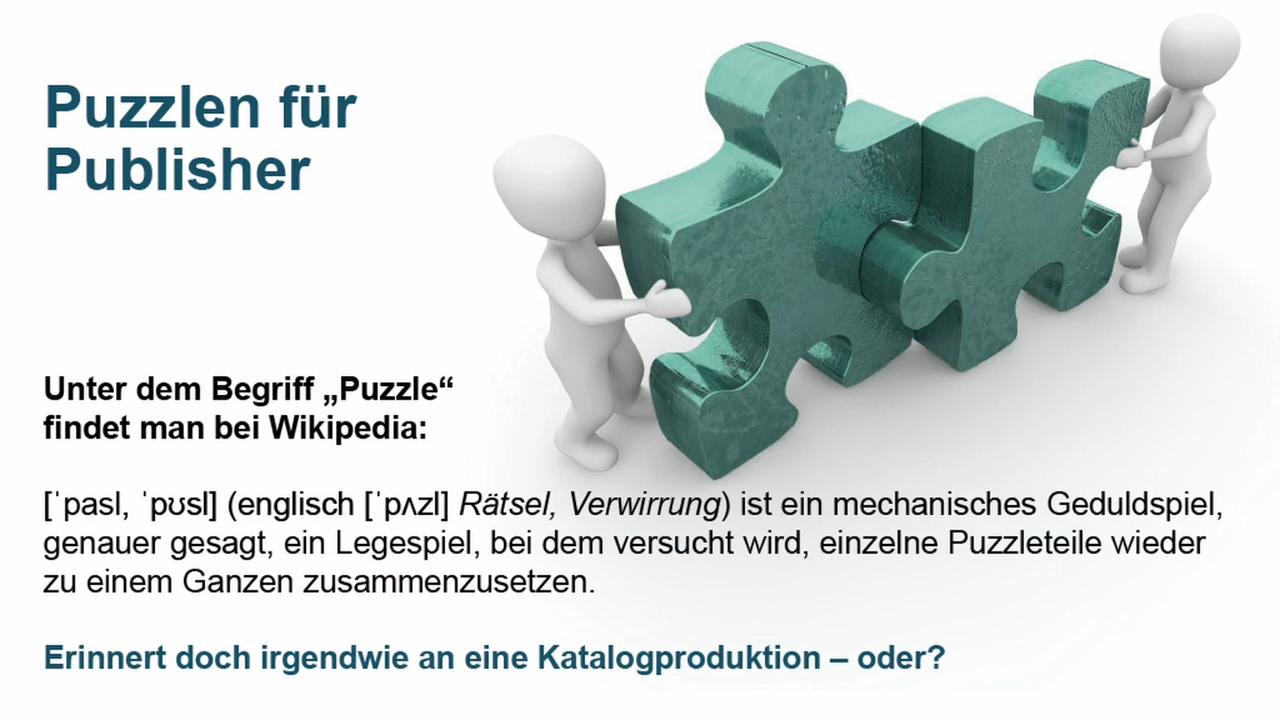 Puzzlen für
Publisher
Unter dem Begriff „Puzzle“
findet man bei Wikipedia:
[ˈpasl, ˈpʊsl] (englisch [ˈpʌzl] Rätsel, Verwirrung) ist ein mechanisches Geduldspiel,
genauer gesagt, ein Legespiel, bei dem versucht wird, einzelne Puzzleteile wieder
zu einem Ganzen zusammenzusetzen.
Erinnert doch irgendwie an eine Katalogproduktion – oder?